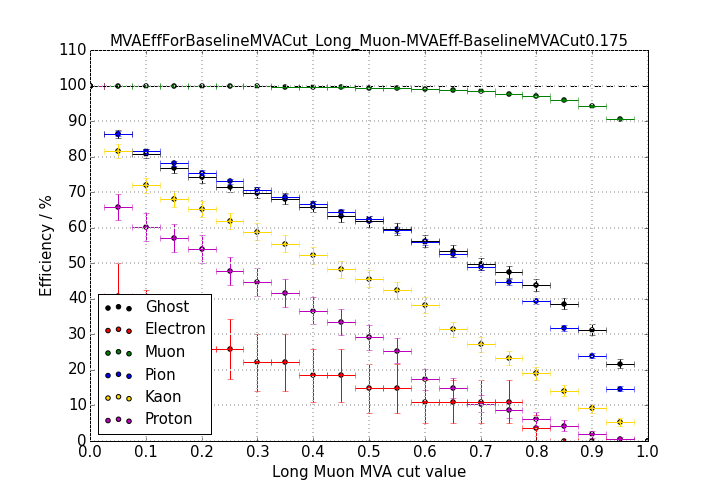 MVAEffForBaselineMVACut_Long_Muon-MVAEff-BaselineMVACut0.175
110
100
90
80
70
60
50
40
30
20
10
0
Efficiency / %
Ghost
Electron
Muon
Pion
Kaon
Proton
0.0 0.1 0.2 0.3 0.4 0.5 0.6 0.7 0.8 0.9 1.0
Long Muon MVA cut value